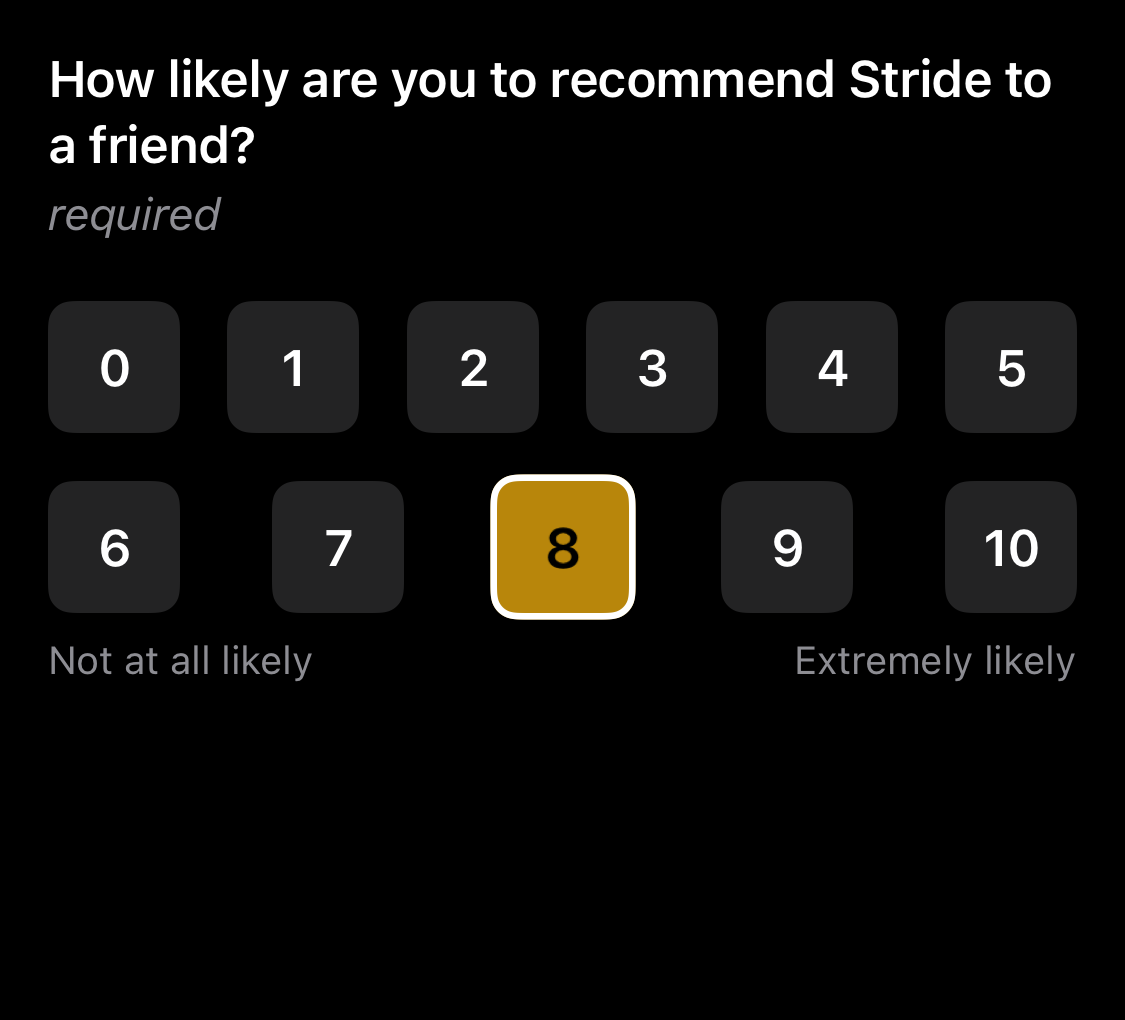 How likely are you to recommend Stride to
a friend?
required
0 1 2 3 4 5
6 7 8 9 10
Not at all likely Extremely likely